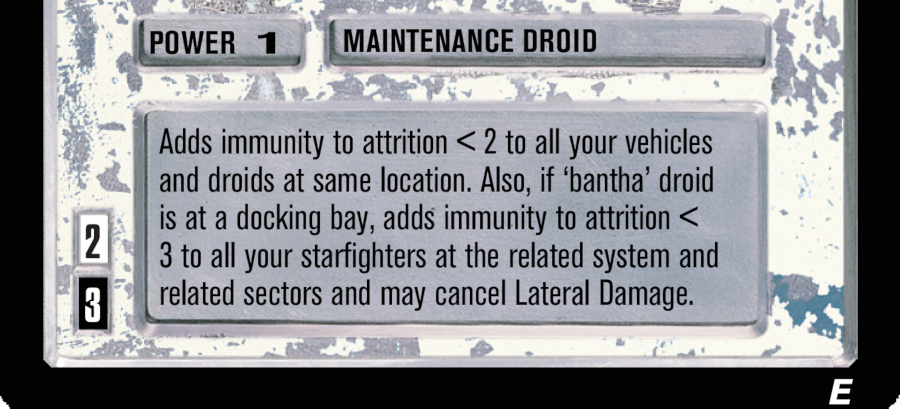 POWER 1 MAINTENANCE DROID
Adds immunity to attrition < 2 to all your vehicles
and droids at same location. Also, if ‘bantha’ droid
is at a docking bay, adds immunity to attrition <
3 to all your starfighters at the related system and
related sectors and may cancel Lateral Damage.
2
3
E